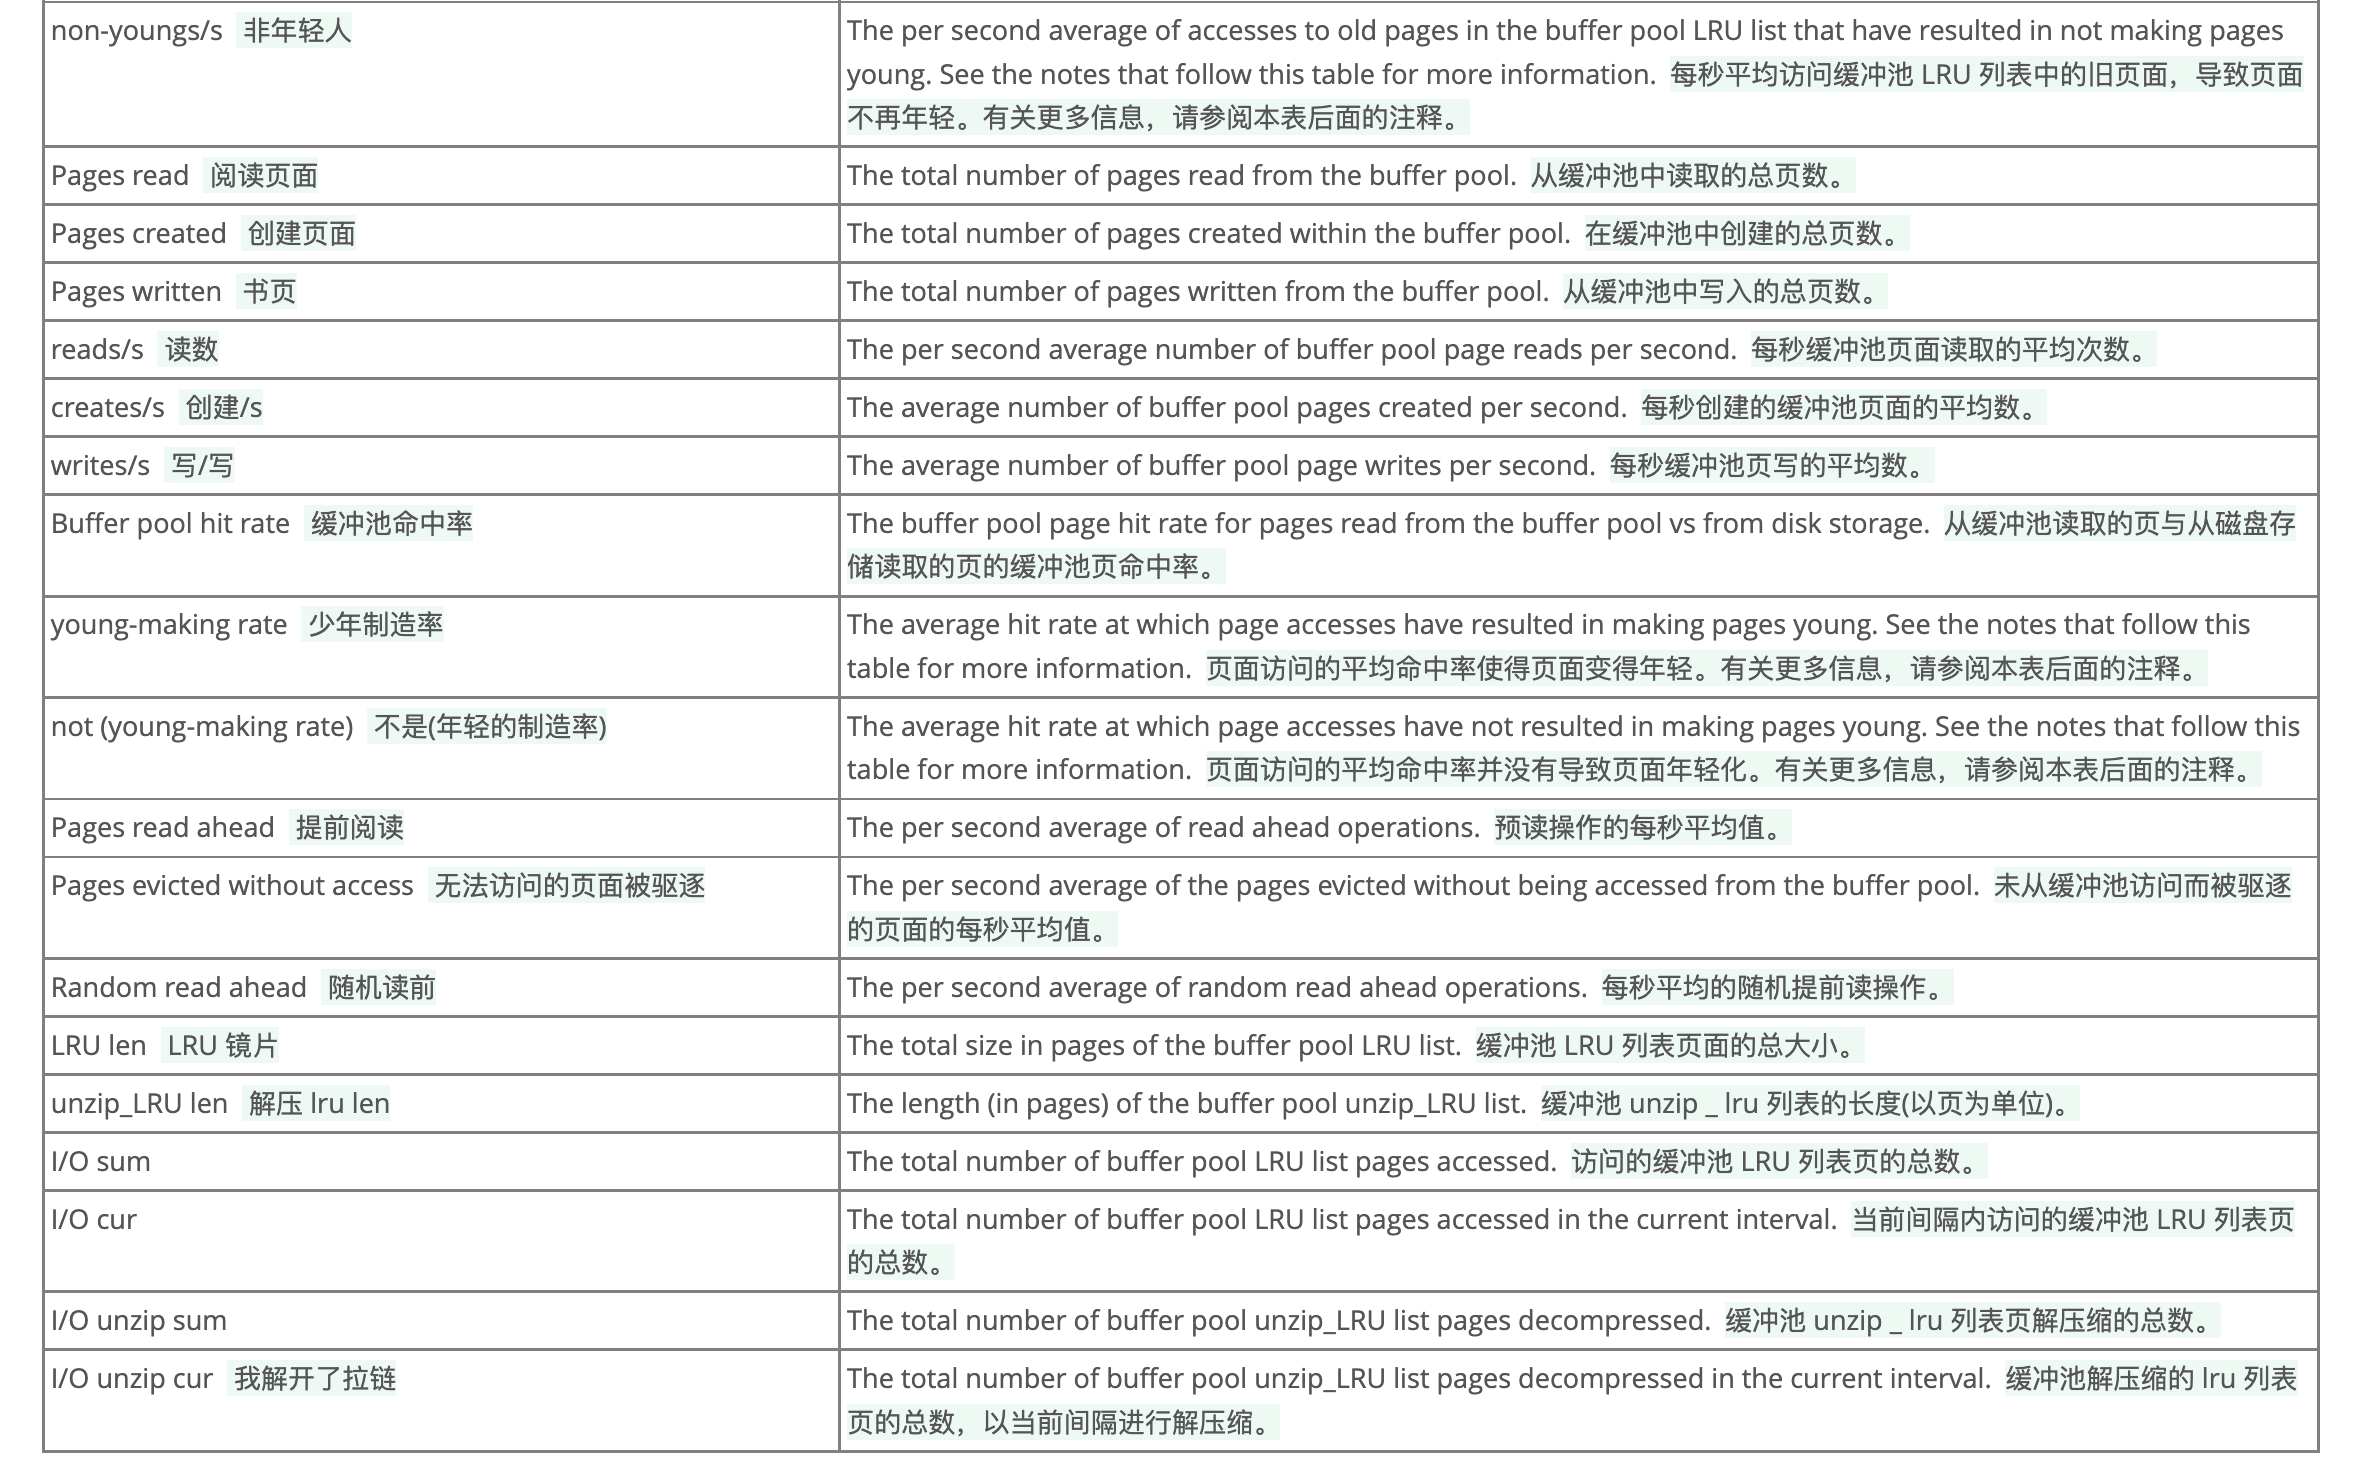 non-youngs/s 非年轻人
The per second average of accesses to old pages in the buffer pool LRU list that have resulted in not making pages
young. See the notes that follow this table for more information. 每秒平均访问缓冲池 LRU 列表中的旧页面，导致页面
不再年轻。有关更多信息，请参阅本表后面的注释。
Pages read 阅读页面
The total number of pages read from the buffer pool. 从缓冲池中读取的总页数。
Pages created 创建页面
The total number of pages created within the buffer pool. 在缓冲池中创建的总页数。
Pages written 书页
The total number of pages written from the buffer pool. 从缓冲池中写入的总页数。
reads/s 读数
The per second average number of buffer pool page reads per second. 每秒缓冲池页面读取的平均次数。
creates/s 创建/s
The average number of buffer pool pages created per second. 每秒创建的缓冲池页面的平均数。
writes/s 写/写
The average number of buffer pool page writes per second. 每秒缓冲池页写的平均数。
Buffer pool hit rate 缓冲池命中率
The buffer pool page hit rate for pages read from the buffer pool vs from disk storage. 从缓冲池读取的页与从磁盘存
储读取的页的缓冲池页命中率。
young-making rate 少年制造率
The average hit rate at which page accesses have resulted in making pages young. See the notes that follow this
table for more information. 页面访问的平均命中率使得页面变得年轻。有关更多信息，请参阅本表后面的注释。
not (young-making rate) 不是(年轻的制造率)
The average hit rate at which page accesses have not resulted in making pages young. See the notes that follow this
table for more information. 页面访问的平均命中率并没有导致页面年轻化。有关更多信息，请参阅本表后面的注释。
Pages read ahead 提前阅读
The per second average of read ahead operations. 预读操作的每秒平均值。
Pages evicted without access 无法访问的页面被驱逐
The per second average of the pages evicted without being accessed from the buffer pool. 未从缓冲池访问而被驱逐
的页面的每秒平均值。
Random read ahead 随机读前
The per second average of random read ahead operations. 每秒平均的随机提前读操作。
LRU len LRU 镜片
The total size in pages of the buffer pool LRU list. 缓冲池 LRU 列表页面的总大小。
unzip_LRU len 解压 lru len
The length (in pages) of the buffer pool unzip_LRU list. 缓冲池 unzip _ lru 列表的长度(以页为单位)。
I/O sum
The total number of buffer pool LRU list pages accessed. 访问的缓冲池 LRU 列表页的总数。
I/O cur
The total number of buffer pool LRU list pages accessed in the current interval. 当前间隔内访问的缓冲池 LRU 列表页
的总数。
I/O unzip sum
The total number of buffer pool unzip_LRU list pages decompressed. 缓冲池 unzip _ lru 列表页解压缩的总数。
I/O unzip cur 我解开了拉链
The total number of buffer pool unzip_LRU list pages decompressed in the current interval. 缓冲池解压缩的 lru 列表
页的总数，以当前间隔进行解压缩。